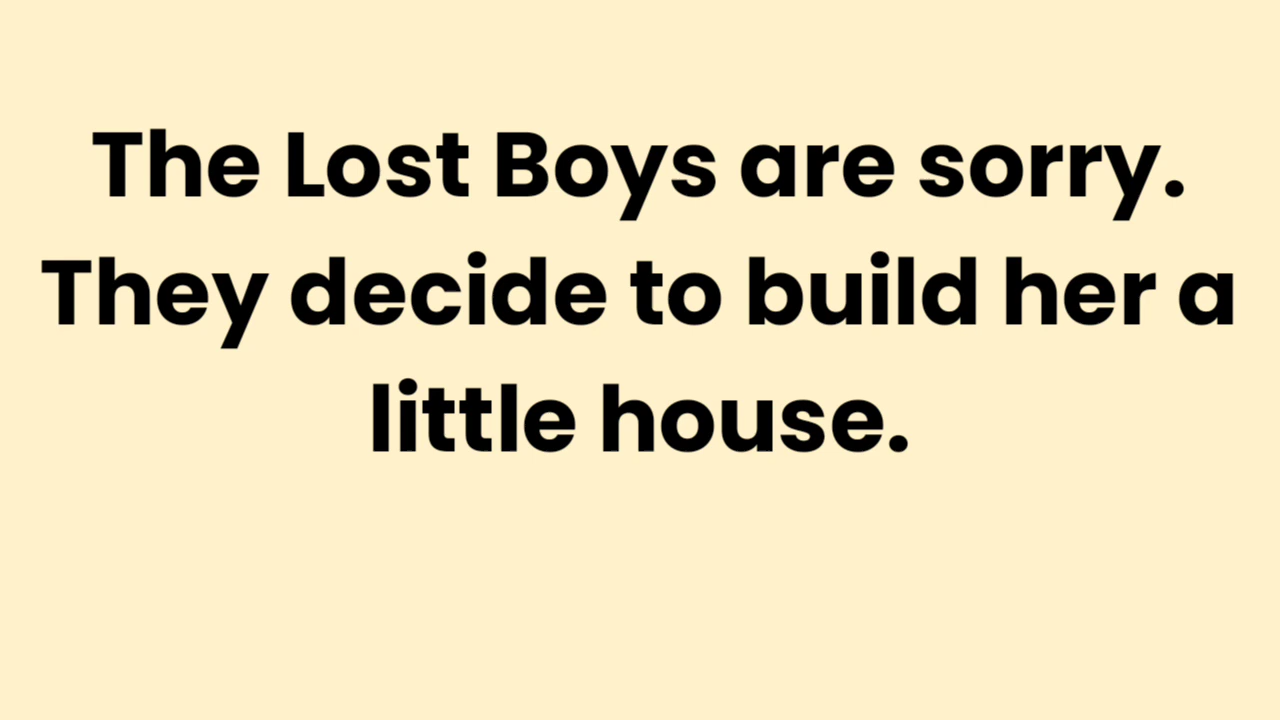 The Lost Boys are sorry.
They decide to build her a
little house.